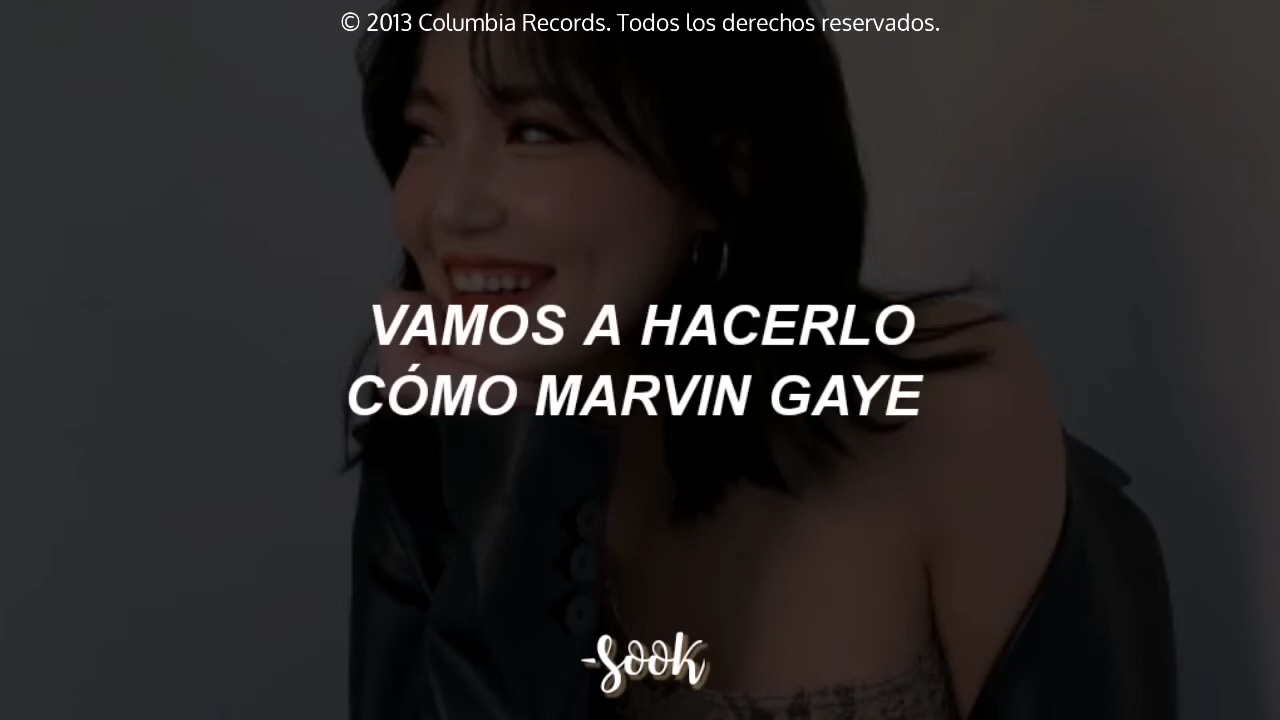 © 2013 Columbia Records. Todos los derechos reservados.
VAMOS A HACERLO
CÓMO MARVIN GAYE
-Sook